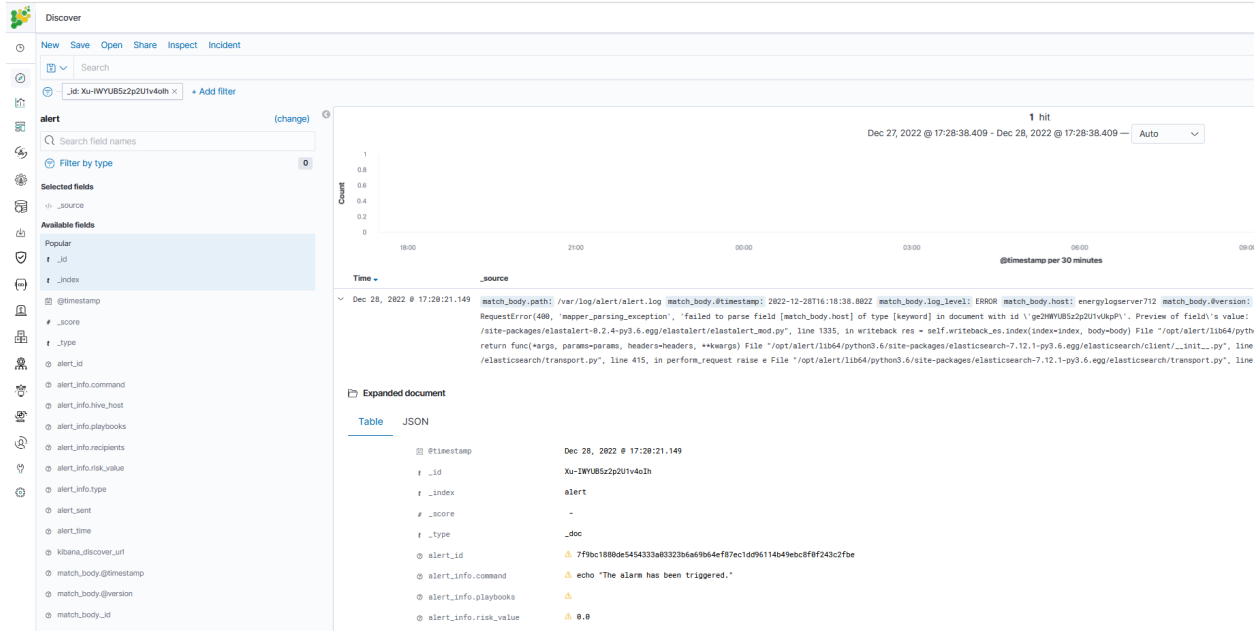 Discover
New Save Open Share Inspect Incident
Search
_id: Xu-IWYUB5z2p2U1v4oIh × + Add filter
alert (change)
Search field names
Filter by type 0
Selected fields
_source
Available fields
Popular
t _id
t _index
@timestamp
# _score
t _type
alert_id
alert_info.command
alert_info.hive_host
alert_info.playbooks
alert_info.recipients
alert_info.risk_value
alert_info.type
alert_sent
alert_time
kibana_discover_url
match_body.@timestamp
match_body.@version
match_body._id
1 hit
Dec 27, 2022 @ 17:28:38.409 - Dec 28, 2022 @ 17:28:38.409 — Auto
Count
1
0.8
0.6
0.4
0.2
0
18:00 21:00 00:00 03:00 06:00 09:00
@timestamp per 30 minutes
Time _source
Dec 28, 2022 @ 17:20:21.149 match_body.path: /var/log/alert/alert.log match_body.@timestamp: 2022-12-28T16:18:38.802Z match_body.log_level: ERROR match_body.host: energylogserver712 match_body.@version:
RequestError(400, 'mapper_parsing_exception', 'failed to parse field [match_body.host] of type [keyword] in document with id \'ge2HWYUB5z2p2U1vUkpP\'. Preview of field\'s value:
/site-packages/elastalert-0.2.4-py3.6.egg/elastalert/elastalert_mod.py", line 1335, in writeback res = self.writeback_es.index(index=index, body=body) File "/opt/alert/lib64/pytho
return func(*args, params=params, headers=headers, **kwargs) File "/opt/alert/lib64/python3.6/site-packages/elasticsearch-7.12.1-py3.6.egg/elasticsearch/client/__init__.py", line
/elasticsearch/transport.py", line 415, in perform_request raise e File "/opt/alert/lib64/python3.6/site-packages/elasticsearch-7.12.1-py3.6.egg/elasticsearch/transport.py", line
Expanded document
Table JSON
@timestamp Dec 28, 2022 @ 17:20:21.149
t _id Xu-IWYUB5z2p2U1v4oIh
t _index alert
# _score -
t _type _doc
alert_id 7f9bc1880de5454333a03323b6a69b64ef87ec1dd96114b49ebc8f0f243c2fbe
alert_info.command echo "The alarm has been triggered."
alert_info.playbooks
alert_info.risk_value 0.0